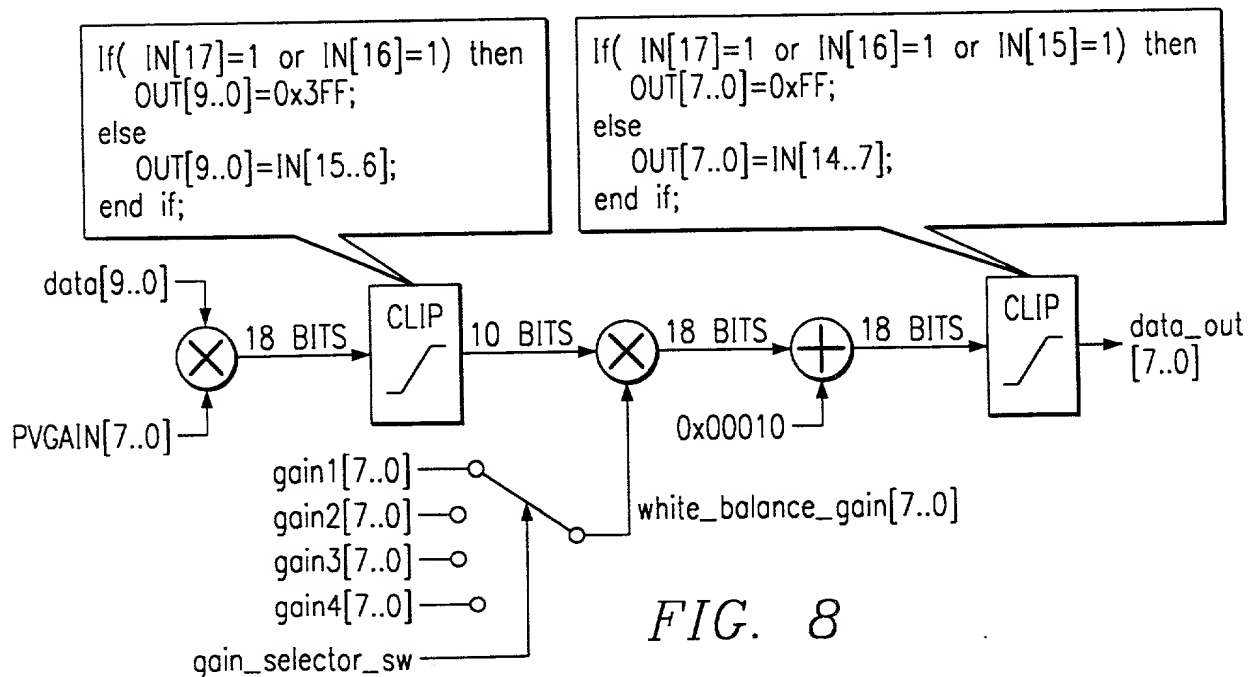 If( IN[17]=1 or IN[16]=1) then
OUT[9..0]=0x3FF;
else
OUT[9..0]=IN[15..6];
end if;
If( IN[17]=1 or IN[16]=1 or IN[15]=1) then
OUT[7..0]=0xFF;
else
OUT[7..0]=IN[14..7];
end if;
data[9..0]
18 BITS
CLIP
10 BITS
18 BITS
18 BITS
CLIP
data_out
[7..0]
PVGAIN[7..0]
0x00010
gain1[7..0]
gain2[7..0]
gain3[7..0]
gain4[7..0]
white_balance_gain[7..0]
gain_selector_sw
FIG. 8